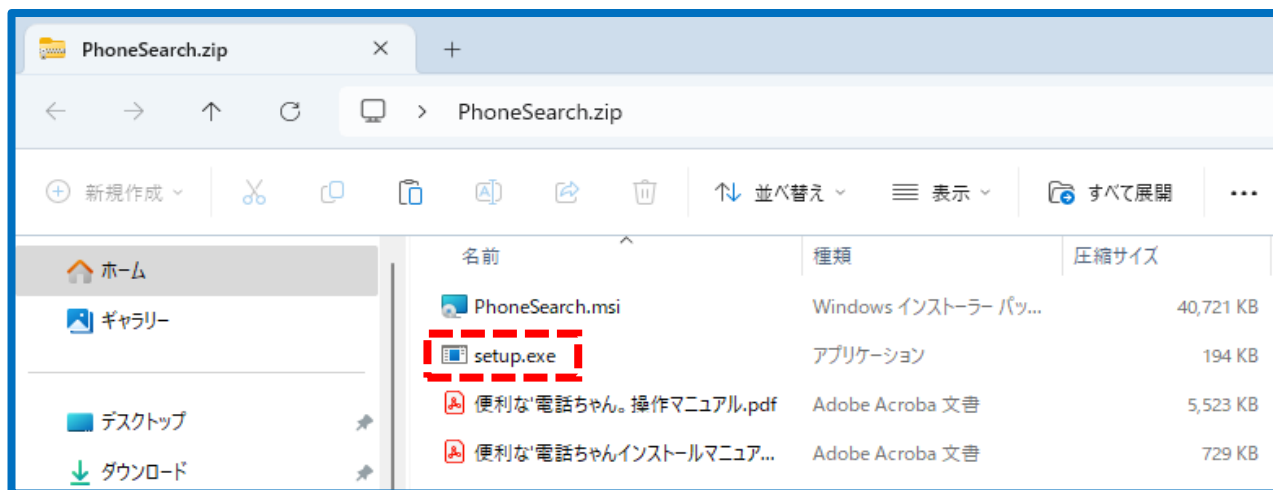 PhoneSearch.zip
PhoneSearch.zip
新規作成 並べ替え 表示 すべて展開
名前 種類 圧縮サイズ
ホーム
ギャラリー
デスクトップ
ダウンロード
PhoneSearch.msi Windows インストーラー パッ... 40,721 KB
setup.exe アプリケーション 194 KB
便利な'電話ちゃん。操作マニュアル.pdf Adobe Acroba 文書 5,523 KB
便利な'電話ちゃんインストールマニュア... Adobe Acroba 文書 729 KB